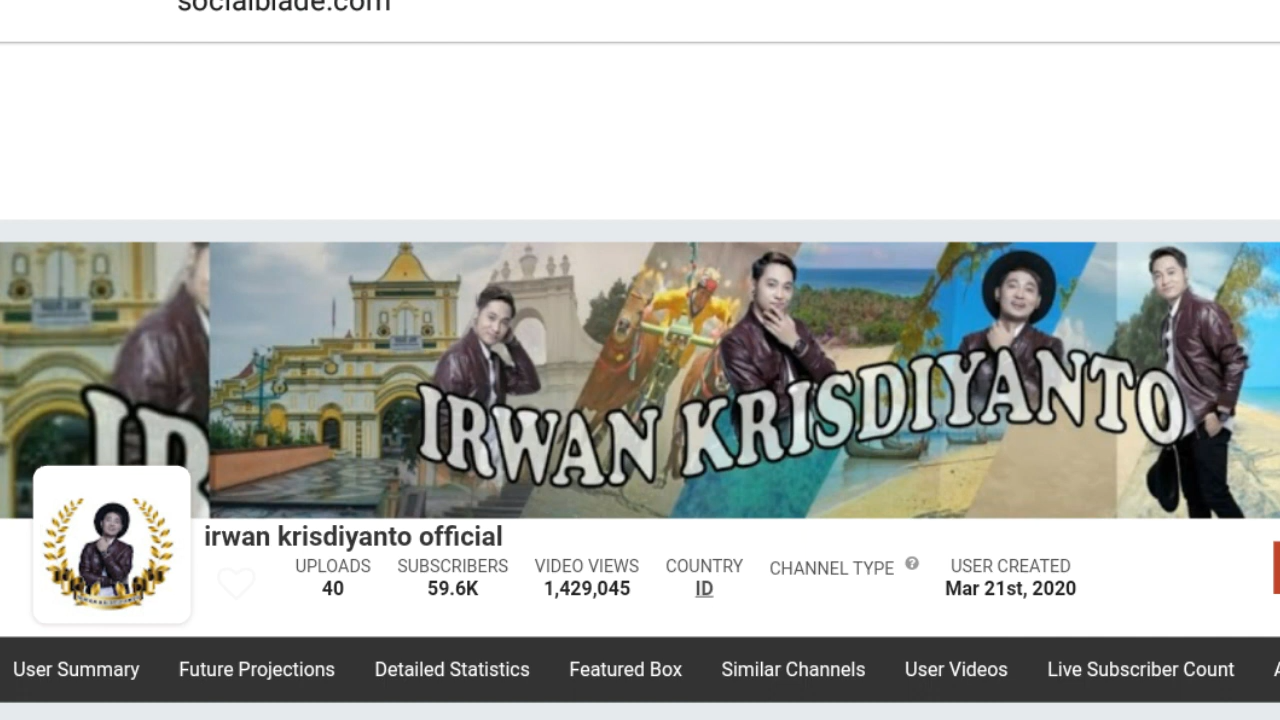 socialblade.com
IRWAN KRISDIYANTO
irwan krisdiyanto official
UPLOADS
40
SUBSCRIBERS
59.6K
VIDEO VIEWS
1,429,045
COUNTRY
ID
CHANNEL TYPE ?
USER CREATED
Mar 21st, 2020
User Summary Future Projections Detailed Statistics Featured Box Similar Channels User Videos Live Subscriber Count